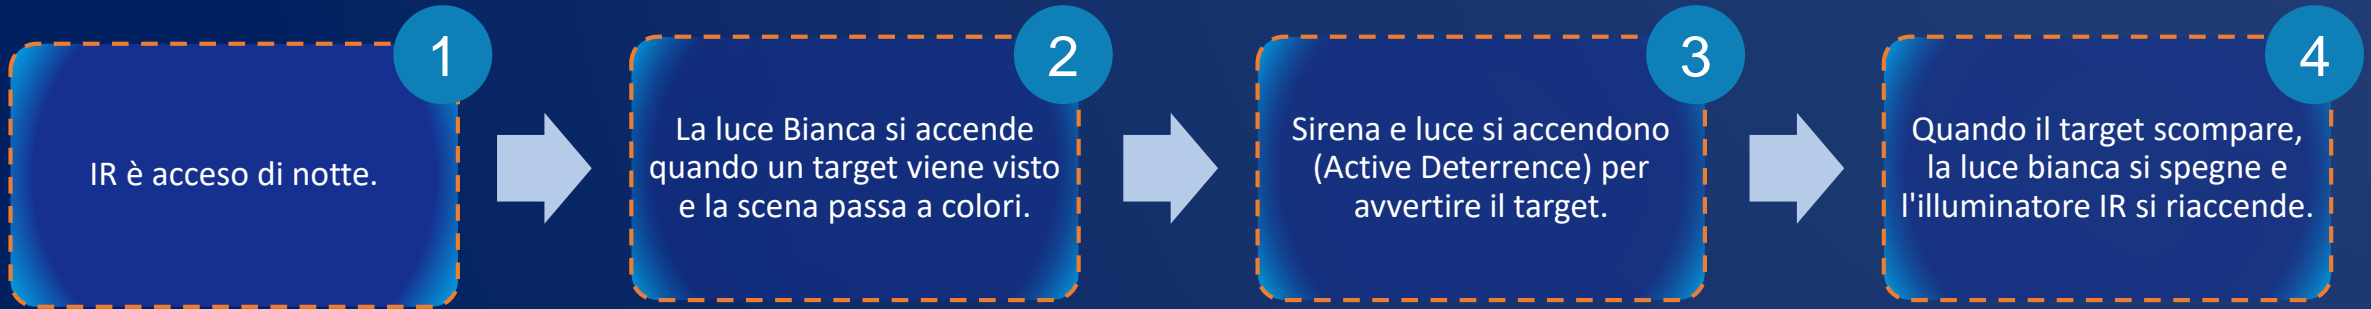 1
IR è acceso di notte.
2
La luce Bianca si accende
quando un target viene visto
e la scena passa a colori.
3
Sirena e luce si accendono
(Active Deterrence) per
avvertire il target.
4
Quando il target scompare,
la luce bianca si spegne e
l'illuminatore IR si riaccende.